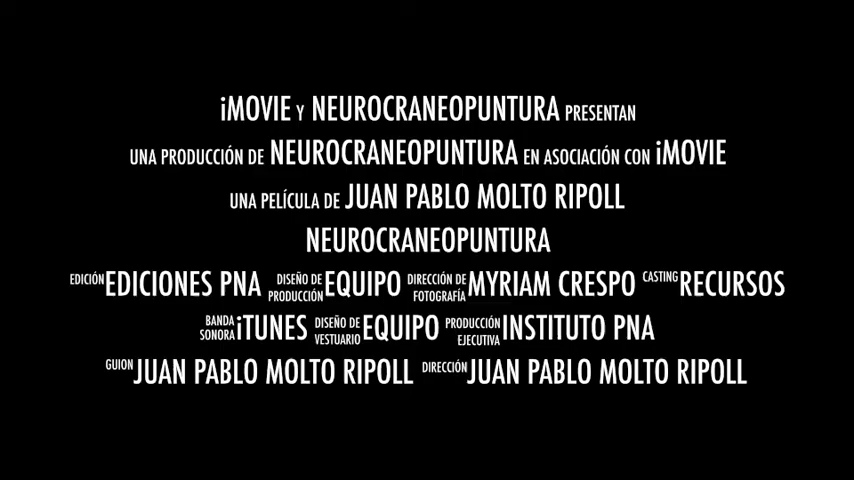 iMOVIE Y NEUROCRANEOPUNTURA PRESENTAN
UNA PRODUCCIÓN DE NEUROCRANEOPUNTURA EN ASOCIACIÓN CON iMOVIE
UNA PELÍCULA DE JUAN PABLO MOLTO RIPOLL
NEUROCRANEOPUNTURA
EDICIÓN EDICIONES PNA DISEÑO DE PRODUCCIÓN EQUIPO DIRECCIÓN DE FOTOGRAFÍA MYRIAM CRESPO CASTING RECURSOS
BANDA SONORA iTUNES DISEÑO DE VESTUARIO EQUIPO PRODUCCIÓN EJECUTIVA INSTITUTO PNA
GUION JUAN PABLO MOLTO RIPOLL DIRECCIÓN JUAN PABLO MOLTO RIPOLL